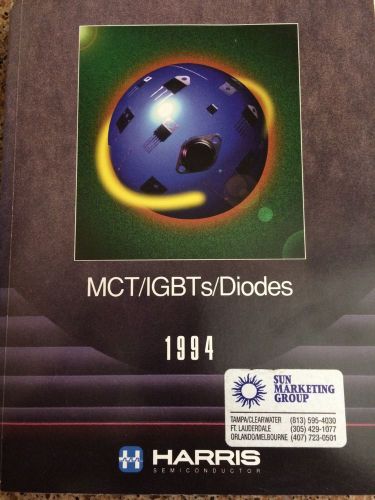 MCT/IGBTs/Diodes
1994
SUN
MARKETING
GROUP
TAMPA/CLEARWATER (813) 595-4030
FT. LAUDERDALE (305) 429-1077
ORLANDO/MELBOURNE (407) 723-0501
HARRIS
SEMICONDUCTOR